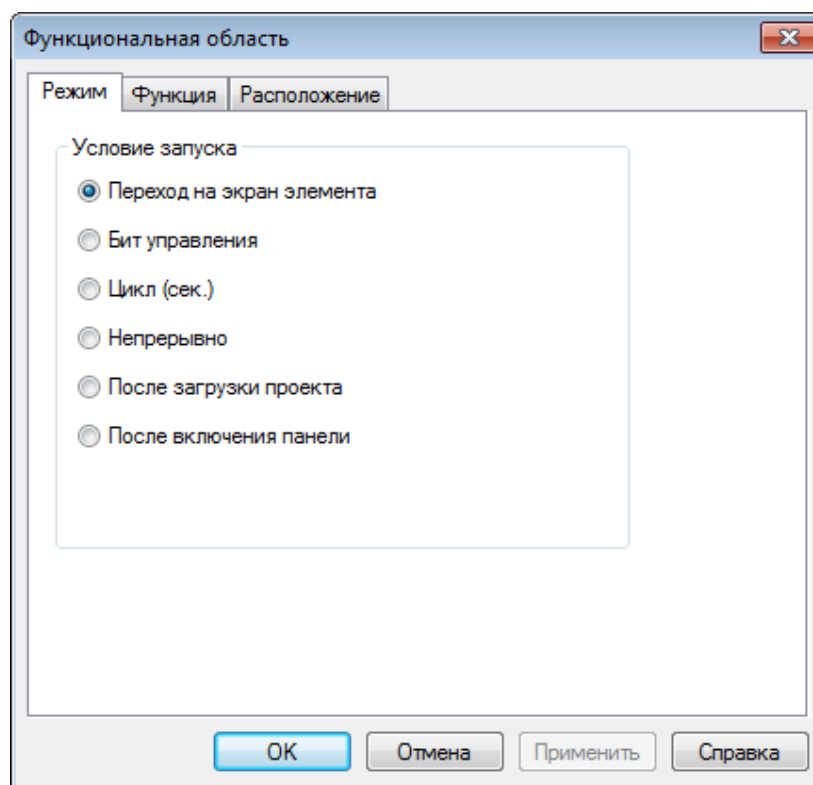 Функциональная область
Режим Функция Расположение
Условие запуска
Переход на экран элемента
Бит управления
Цикл (сек.)
Непрерывно
После загрузки проекта
После включения панели
OK Отмена Применить Справка